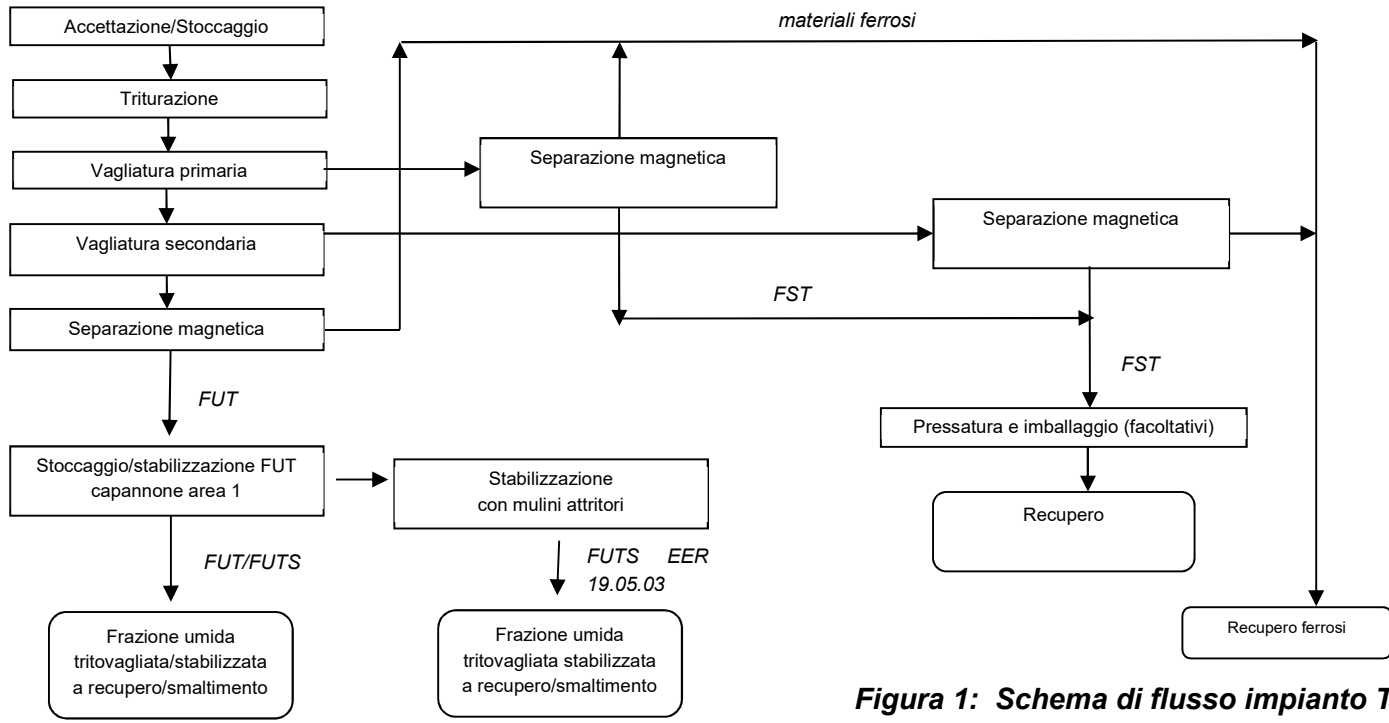 Accettazione/Stoccaggio
materiali ferrosi
Triturazione
Vagliatura primaria
Separazione magnetica
Vagliatura secondaria
Separazione magnetica
Separazione magnetica
FST
FST
FUT
Pressatura e imballaggio (facoltativi)
Stoccaggio/stabilizzazione FUT
capannone area 1
Stabilizzazione
con mulini attritori
Recupero
FUT/FUTS
FUTS EER
19.05.03
Frazione umida
tritovagliata/stabilizzata
a recupero/smaltimento
Frazione umida
tritovagliata stabilizzata
a recupero/smaltimento
Recupero ferrosi
Figura 1: Schema di flusso impianto T